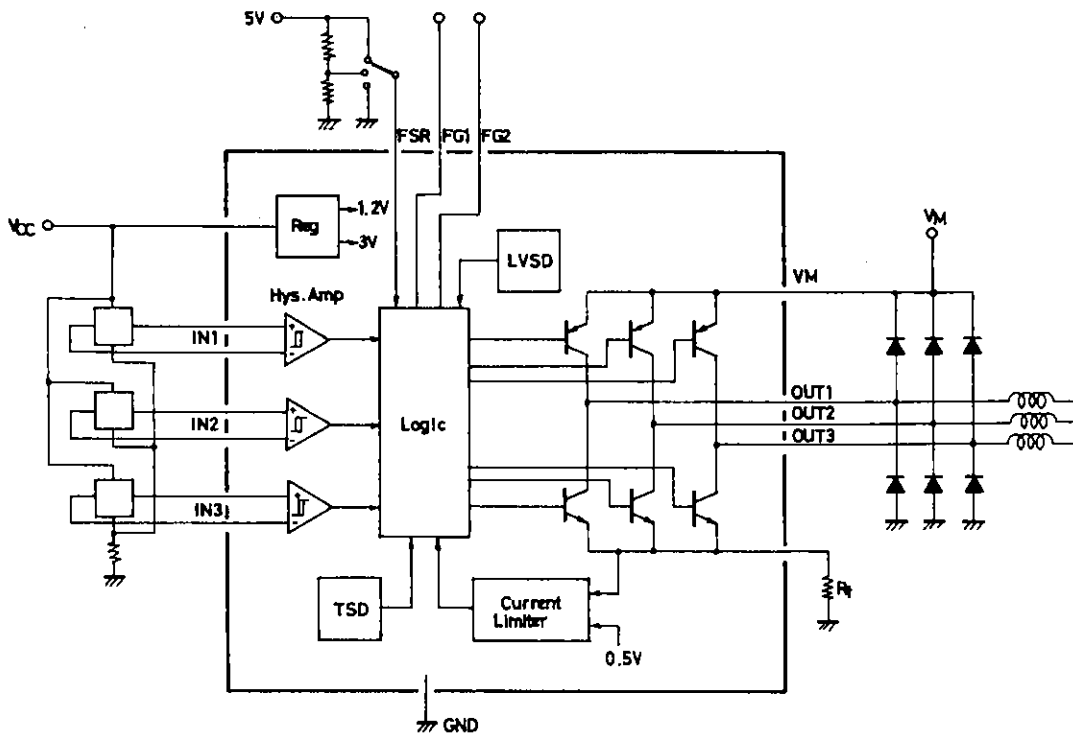 5V
FSR FG1 FG2
VCC
Reg
1.2V
3V
LVSD
VM
VM
Hys. Amp
IN1
IN2
IN3
Logic
OUT1
OUT2
OUT3
TSD
Current
Limiter
0.5V
Rf
GND